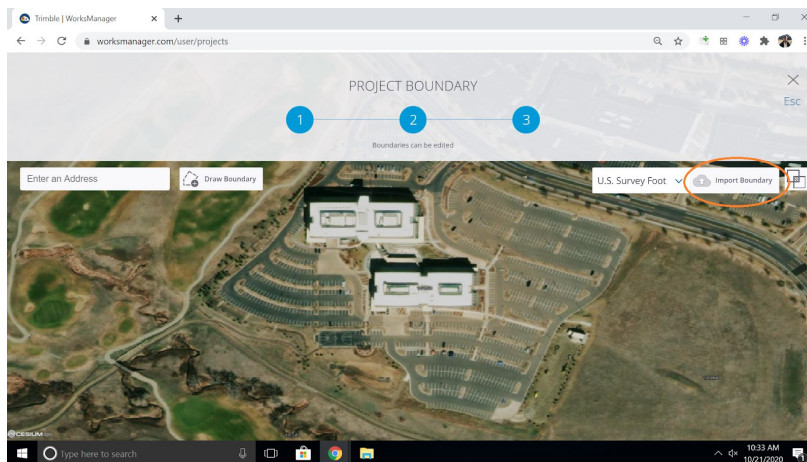 Trimble | WorksManager
worksmanager.com/user/projects
PROJECT BOUNDARY
Esc
1
2
3
Boundaries can be edited
Enter an Address
Draw Boundary
U.S. Survey Foot
Import Boundary
CESIUM
Type here to search
10:33 AM
10/21/2020